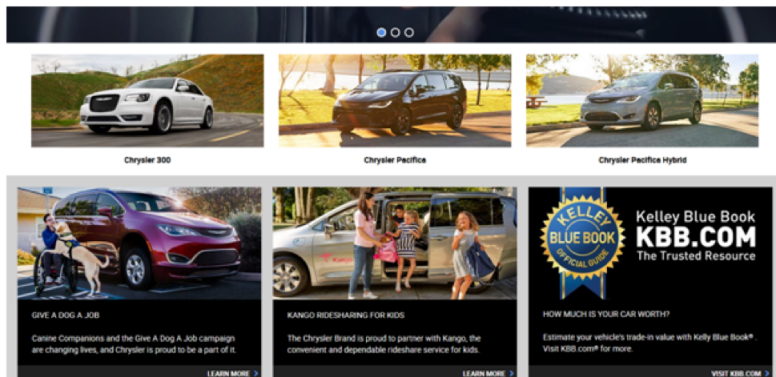 Chrysler 300
Chrysler Pacifica
Chrysler Pacifica Hybrid
KELLEY
BLUE BOOK
OFFICIAL GUIDE
Kelley Blue Book
KBB.COM
The Trusted Resource
GIVE A DOG A JOB
Canine Companions and the Give A Dog A Job campaign
are changing lives, and Chrysler is proud to be a part of it.
LEARN MORE >
KANGO RIDESHARING FOR KIDS
The Chrysler Brand is proud to partner with Kango, the
convenient and dependable rideshare service for kids.
LEARN MORE >
HOW MUCH IS YOUR CAR WORTH?
Estimate your vehicle's trade-in value with Kelly Blue Book® .
Visit KBB com® for more.
VISIT KBB.COM >